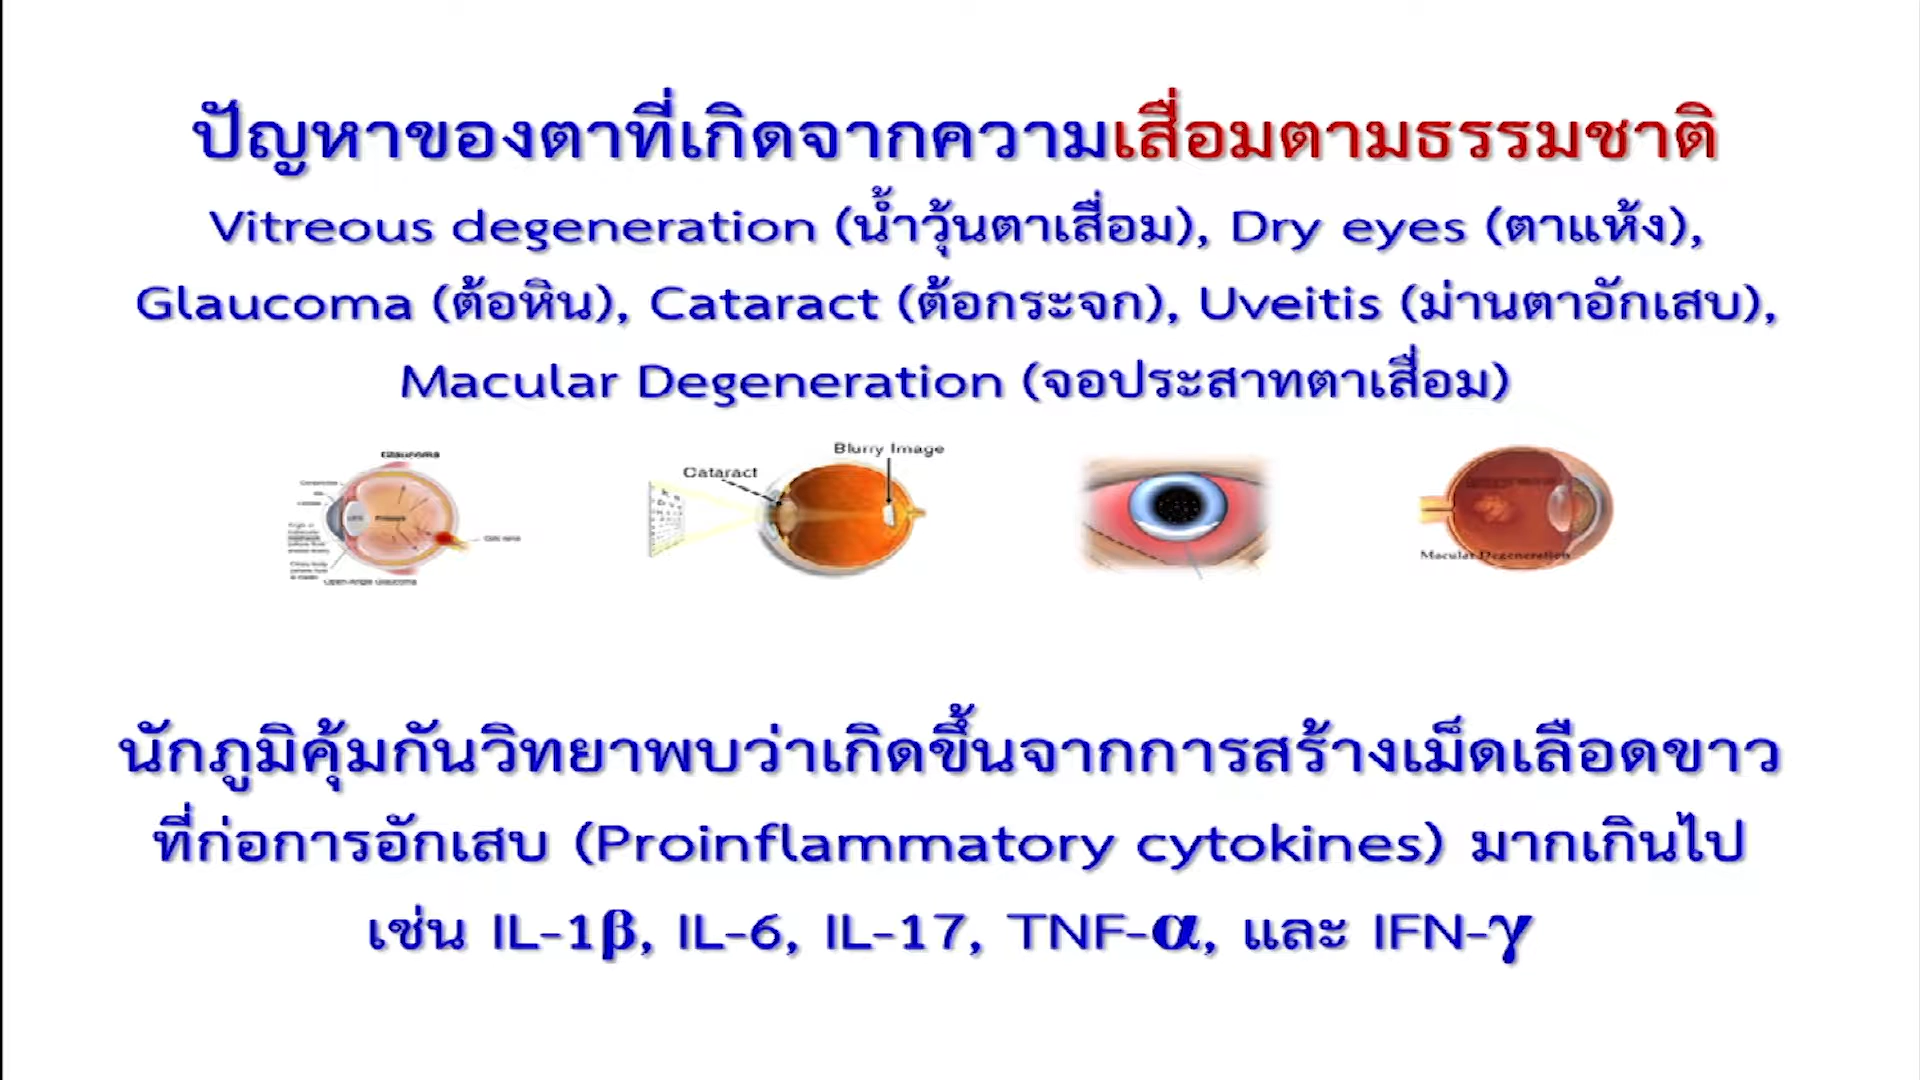 ปัญหาของตาที่เกิดจากความเสื่อมตามธรรมชาติ
Vitreous degeneration (น้ำวุ้นตาเสื่อม), Dry eyes (ตาแห้ง),
Glaucoma (ต้อหิน), Cataract (ต้อกระจก), Uveitis (ม่านตาอักเสบ),
Macular Degeneration (จอประสาทตาเสื่อม)
Glaucoma
Open-Angle Glaucoma
Cataract
Blurry Image
Macular Degeneration
นักภูมิคุ้มกันวิทยาพบว่าเกิดขึ้นจากการสร้างเม็ดเลือดขาว
ที่ก่อการอักเสบ (Proinflammatory cytokines) มากเกินไป
เช่น IL-1β, IL-6, IL-17, TNF-α, และ IFN-γ